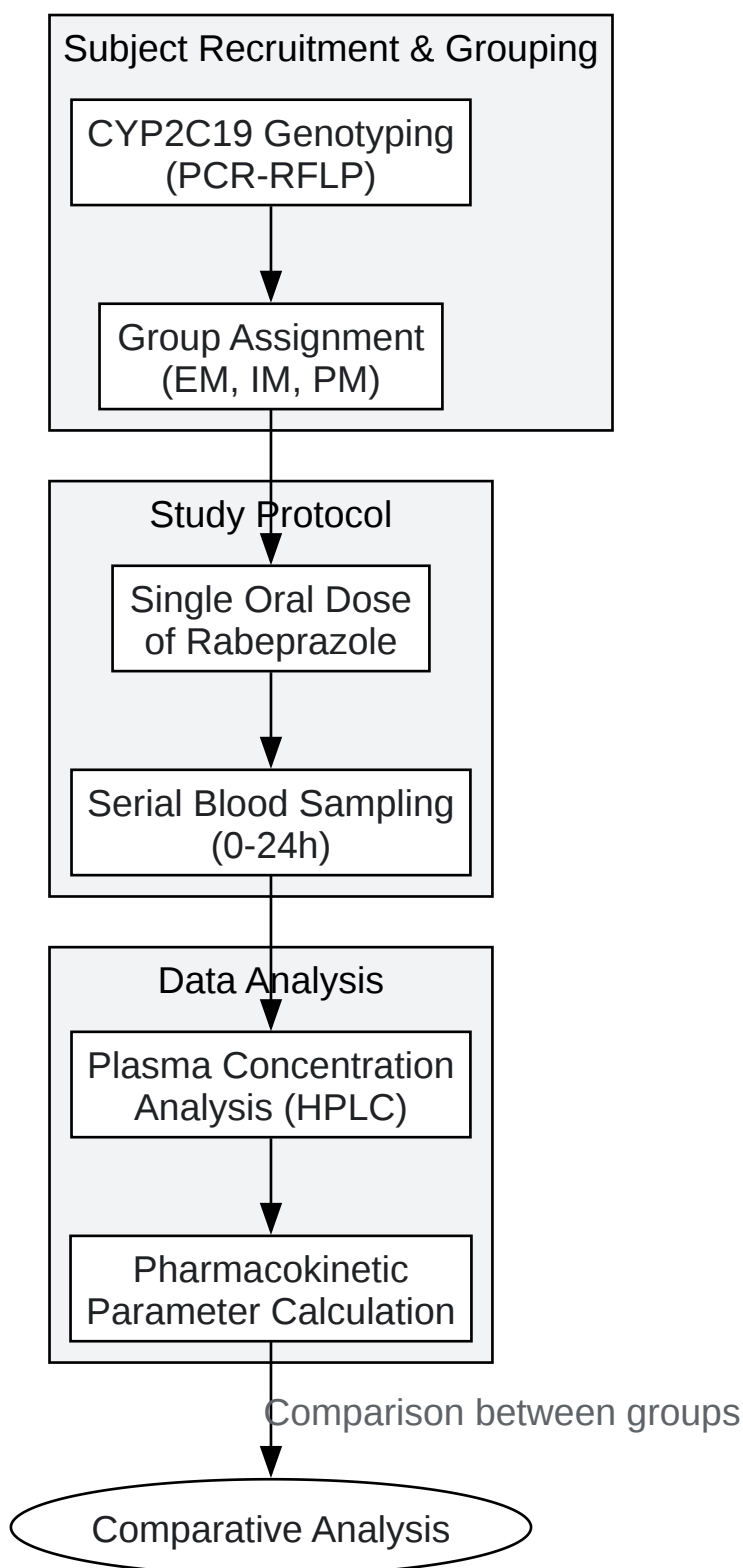 Subject Recruitment & Grouping
CYP2C19 Genotyping
(PCR-RFLP)
Group Assignment
(EM, IM, PM)
Study Protocol
Single Oral Dose
of Rabeprazole
Serial Blood Sampling
(0-24h)
Data Analysis
Plasma Concentration
Analysis (HPLC)
Pharmacokinetic
Parameter Calculation
Comparison between groups
Comparative Analysis